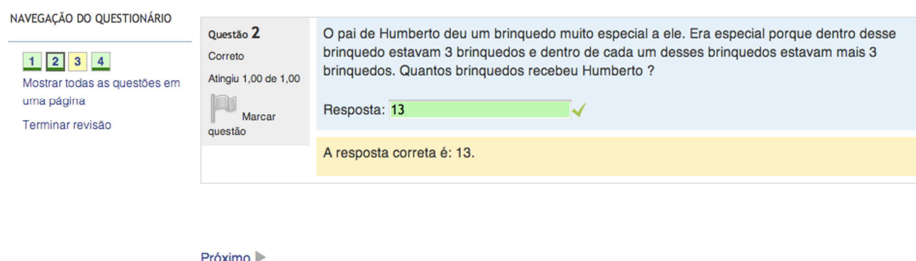 NAVEGAÇÃO DO QUESTIONÁRIO
1 2 3 4
Mostrar todas as questões em
uma página
Terminar revisão
Questão 2
Correto
Atingiu 1,00 de 1,00
Marcar
questão
O pai de Humberto deu um brinquedo muito especial a ele. Era especial porque dentro desse
brinquedo estavam 3 brinquedos e dentro de cada um desses brinquedos estavam mais 3
brinquedos. Quantos brinquedos recebeu Humberto ?
Resposta: 13
A resposta correta é: 13.
Próximo